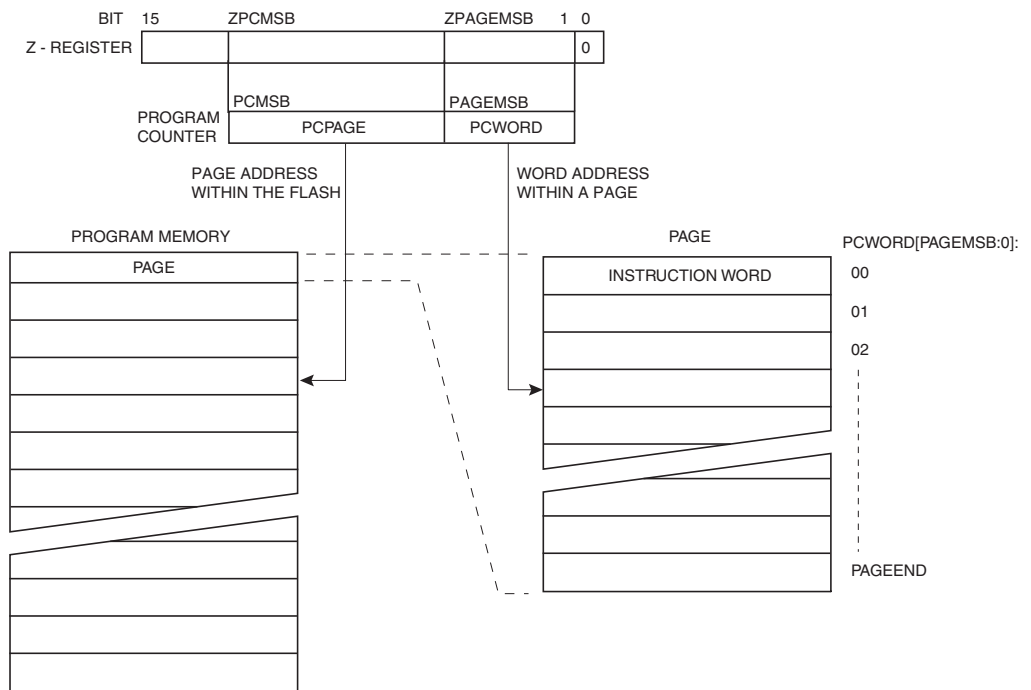 BIT 15 ZPCMSB ZPAGEMSB 1 0
Z - REGISTER 0
PCMSB PAGEMSB
PROGRAM
COUNTER
PCPAGE PCWORD
PAGE ADDRESS
WITHIN THE FLASH
WORD ADDRESS
WITHIN A PAGE
PROGRAM MEMORY
PAGE
PAGE
PCWORD[PAGEMSB:0]:
INSTRUCTION WORD
00
01
02
PAGEEND